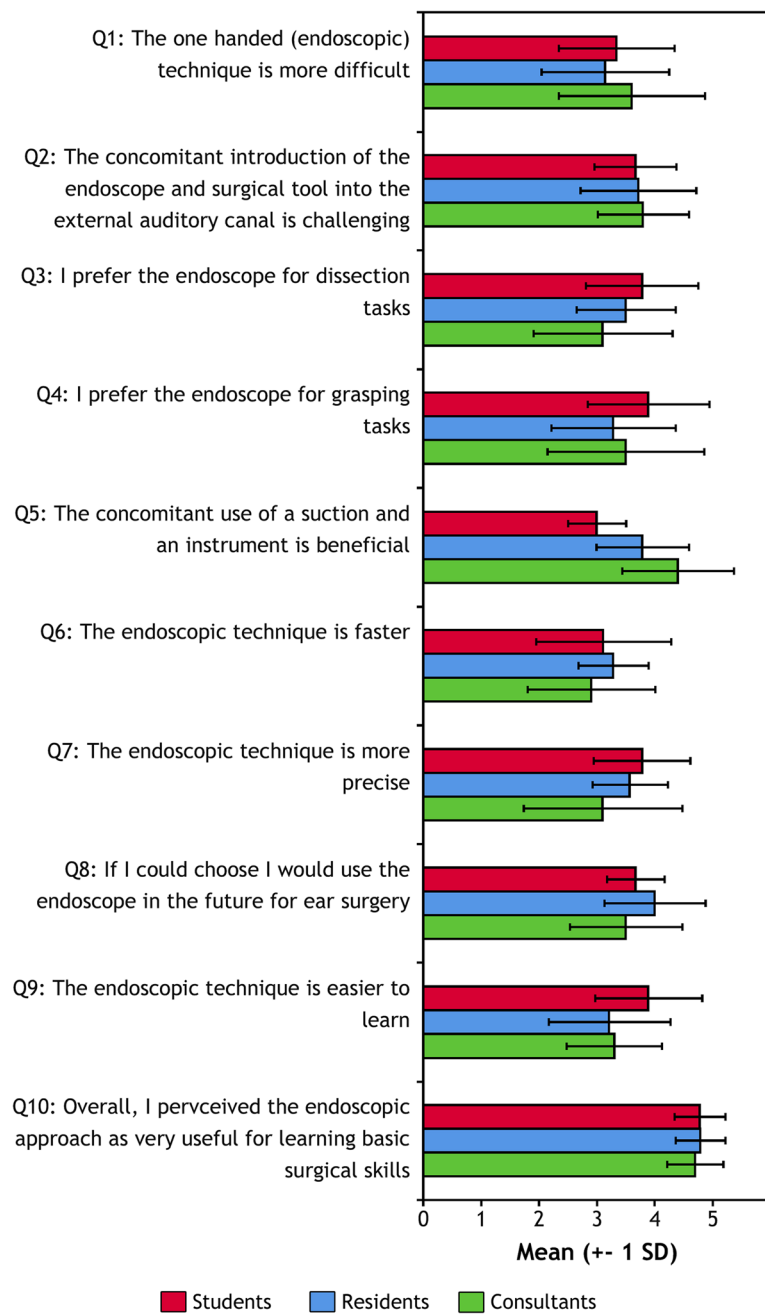 Q1: The one handed (endoscopic)
technique is more difficult
Q2: The concomitant introduction of the
endoscope and surgical tool into the
external auditory canal is challenging
Q3: I prefer the endoscope for dissection
tasks
Q4: I prefer the endoscope for grasping
tasks
Q5: The concomitant use of a suction and
an instrument is beneficial
Q6: The endoscopic technique is faster
Q7: The endoscopic technique is more
precise
Q8: If I could choose I would use the
endoscope in the future for ear surgery
Q9: The endoscopic technique is easier to
learn
Q10: Overall, I pervceived the endoscopic
approach as very useful for learning basic
surgical skills
0 1 2 3 4 5
Mean (+- 1 SD)
Students Residents Consultants